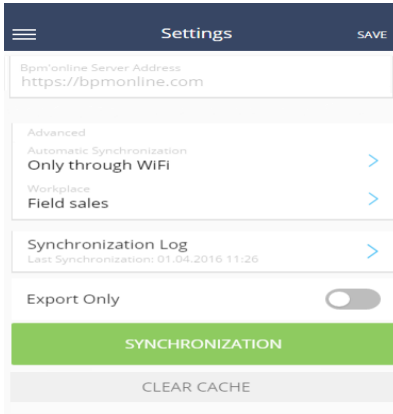 Settings
SAVE
Bpm'online Server Address
https://bpmonline.com
Advanced
Automatic Synchronization
Only through WiFi
Workplace
Field sales
Synchronization Log
Last Synchronization: 01.04.2016 11:26
Export Only
SYNCHRONIZATION
CLEAR CACHE